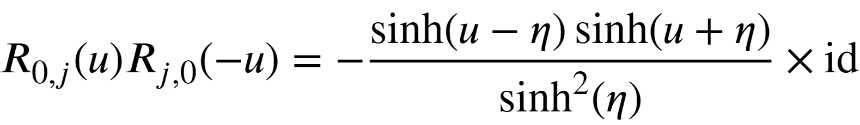 $R_{0,j}(u)R_{j,0}(-u) = -\frac{\sinh(u-\eta)\sinh(u+\eta)}{\sinh^2(\eta)} \times \mathrm{id}$